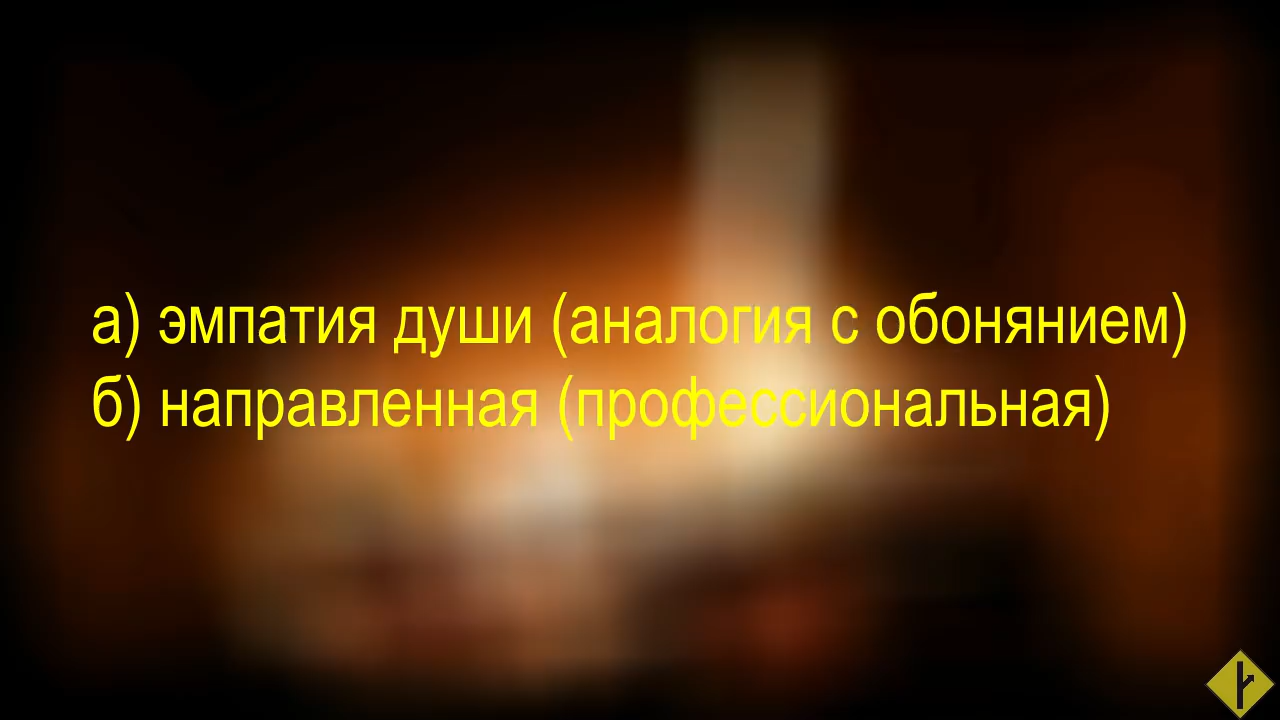 а) эмпатия души (аналогия с обонянием)
б) направленная (профессиональная)